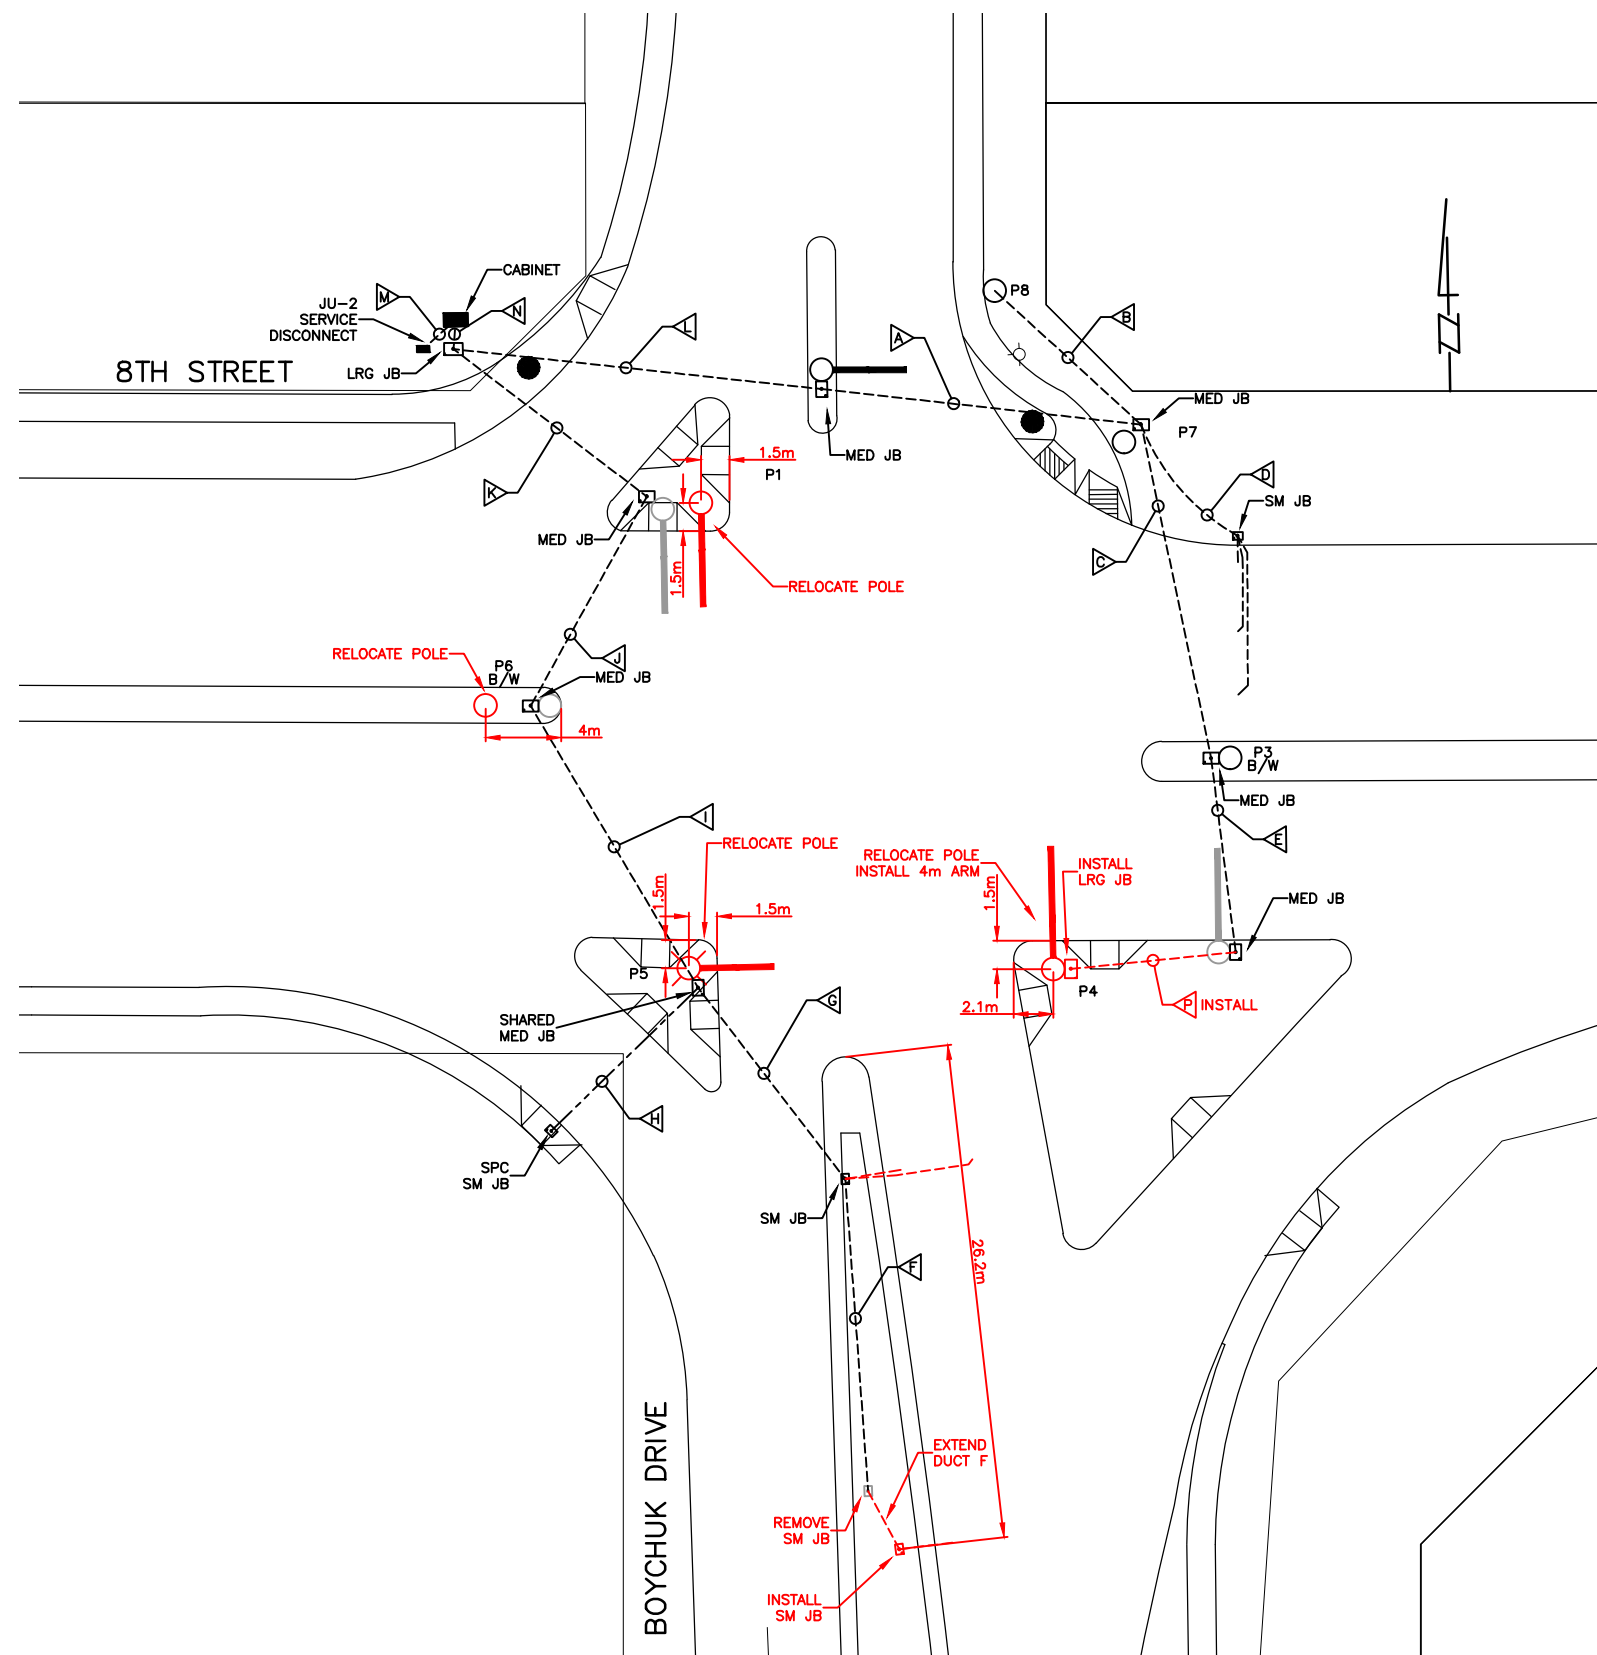 CABINET
M
N
JU-2
SERVICE
DISCONNECT
P8
B
L
A
8TH STREET
LRG JB
MED JB
P7
N
MED JB
1.5m
P1
K
D
SM JB
MED JB
1.5m
C
RELOCATE POLE
RELOCATE POLE
J
P6
B/W
MED JB
4m
P3
B/W
MED JB
I
E
RELOCATE POLE
RELOCATE POLE
INSTALL 4m ARM
INSTALL
LRG JB
1.5m
1.5m
1.5m
MED JB
P5
P4
2.1m
P
INSTALL
G
SHARED
MED JB
H
SPC
SM JB
SM JB
26.2m
F
BOYCHUK DRIVE
EXTEND
DUCT F
REMOVE
SM JB
INSTALL
SM JB